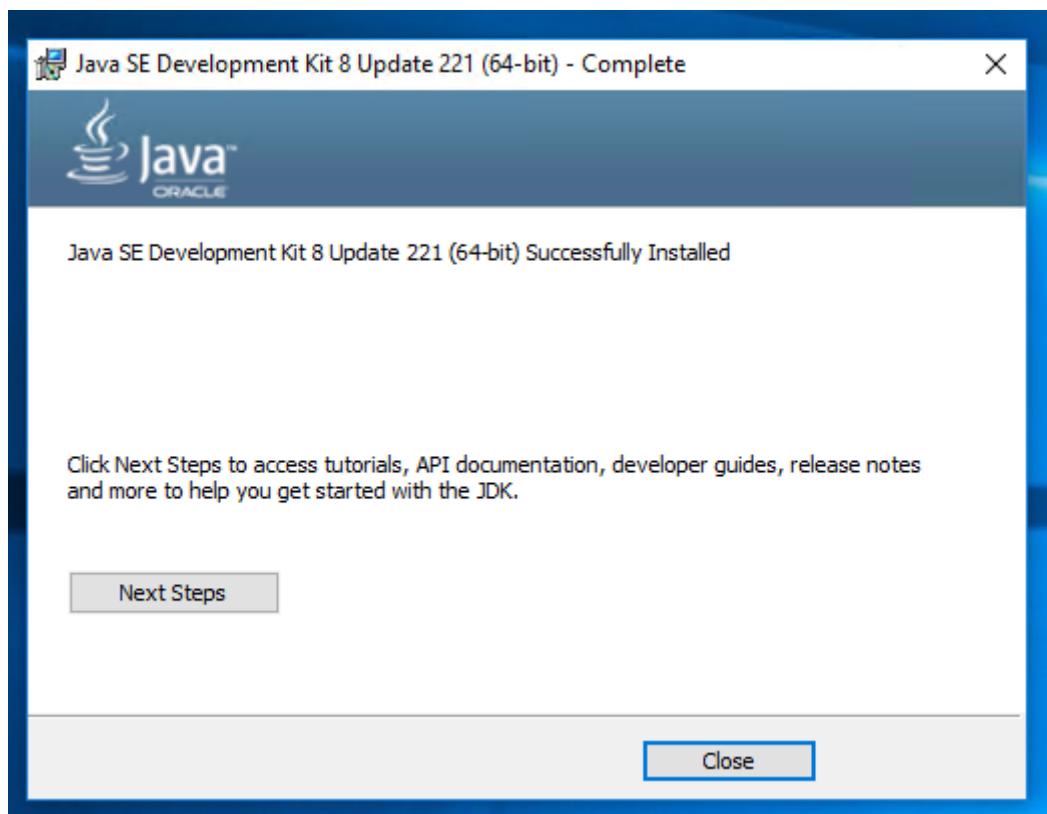 Java SE Development Kit 8 Update 221 (64-bit) - Complete
Java™
ORACLE
Java SE Development Kit 8 Update 221 (64-bit) Successfully Installed
Click Next Steps to access tutorials, API documentation, developer guides, release notes
and more to help you get started with the JDK.
Next Steps
Close